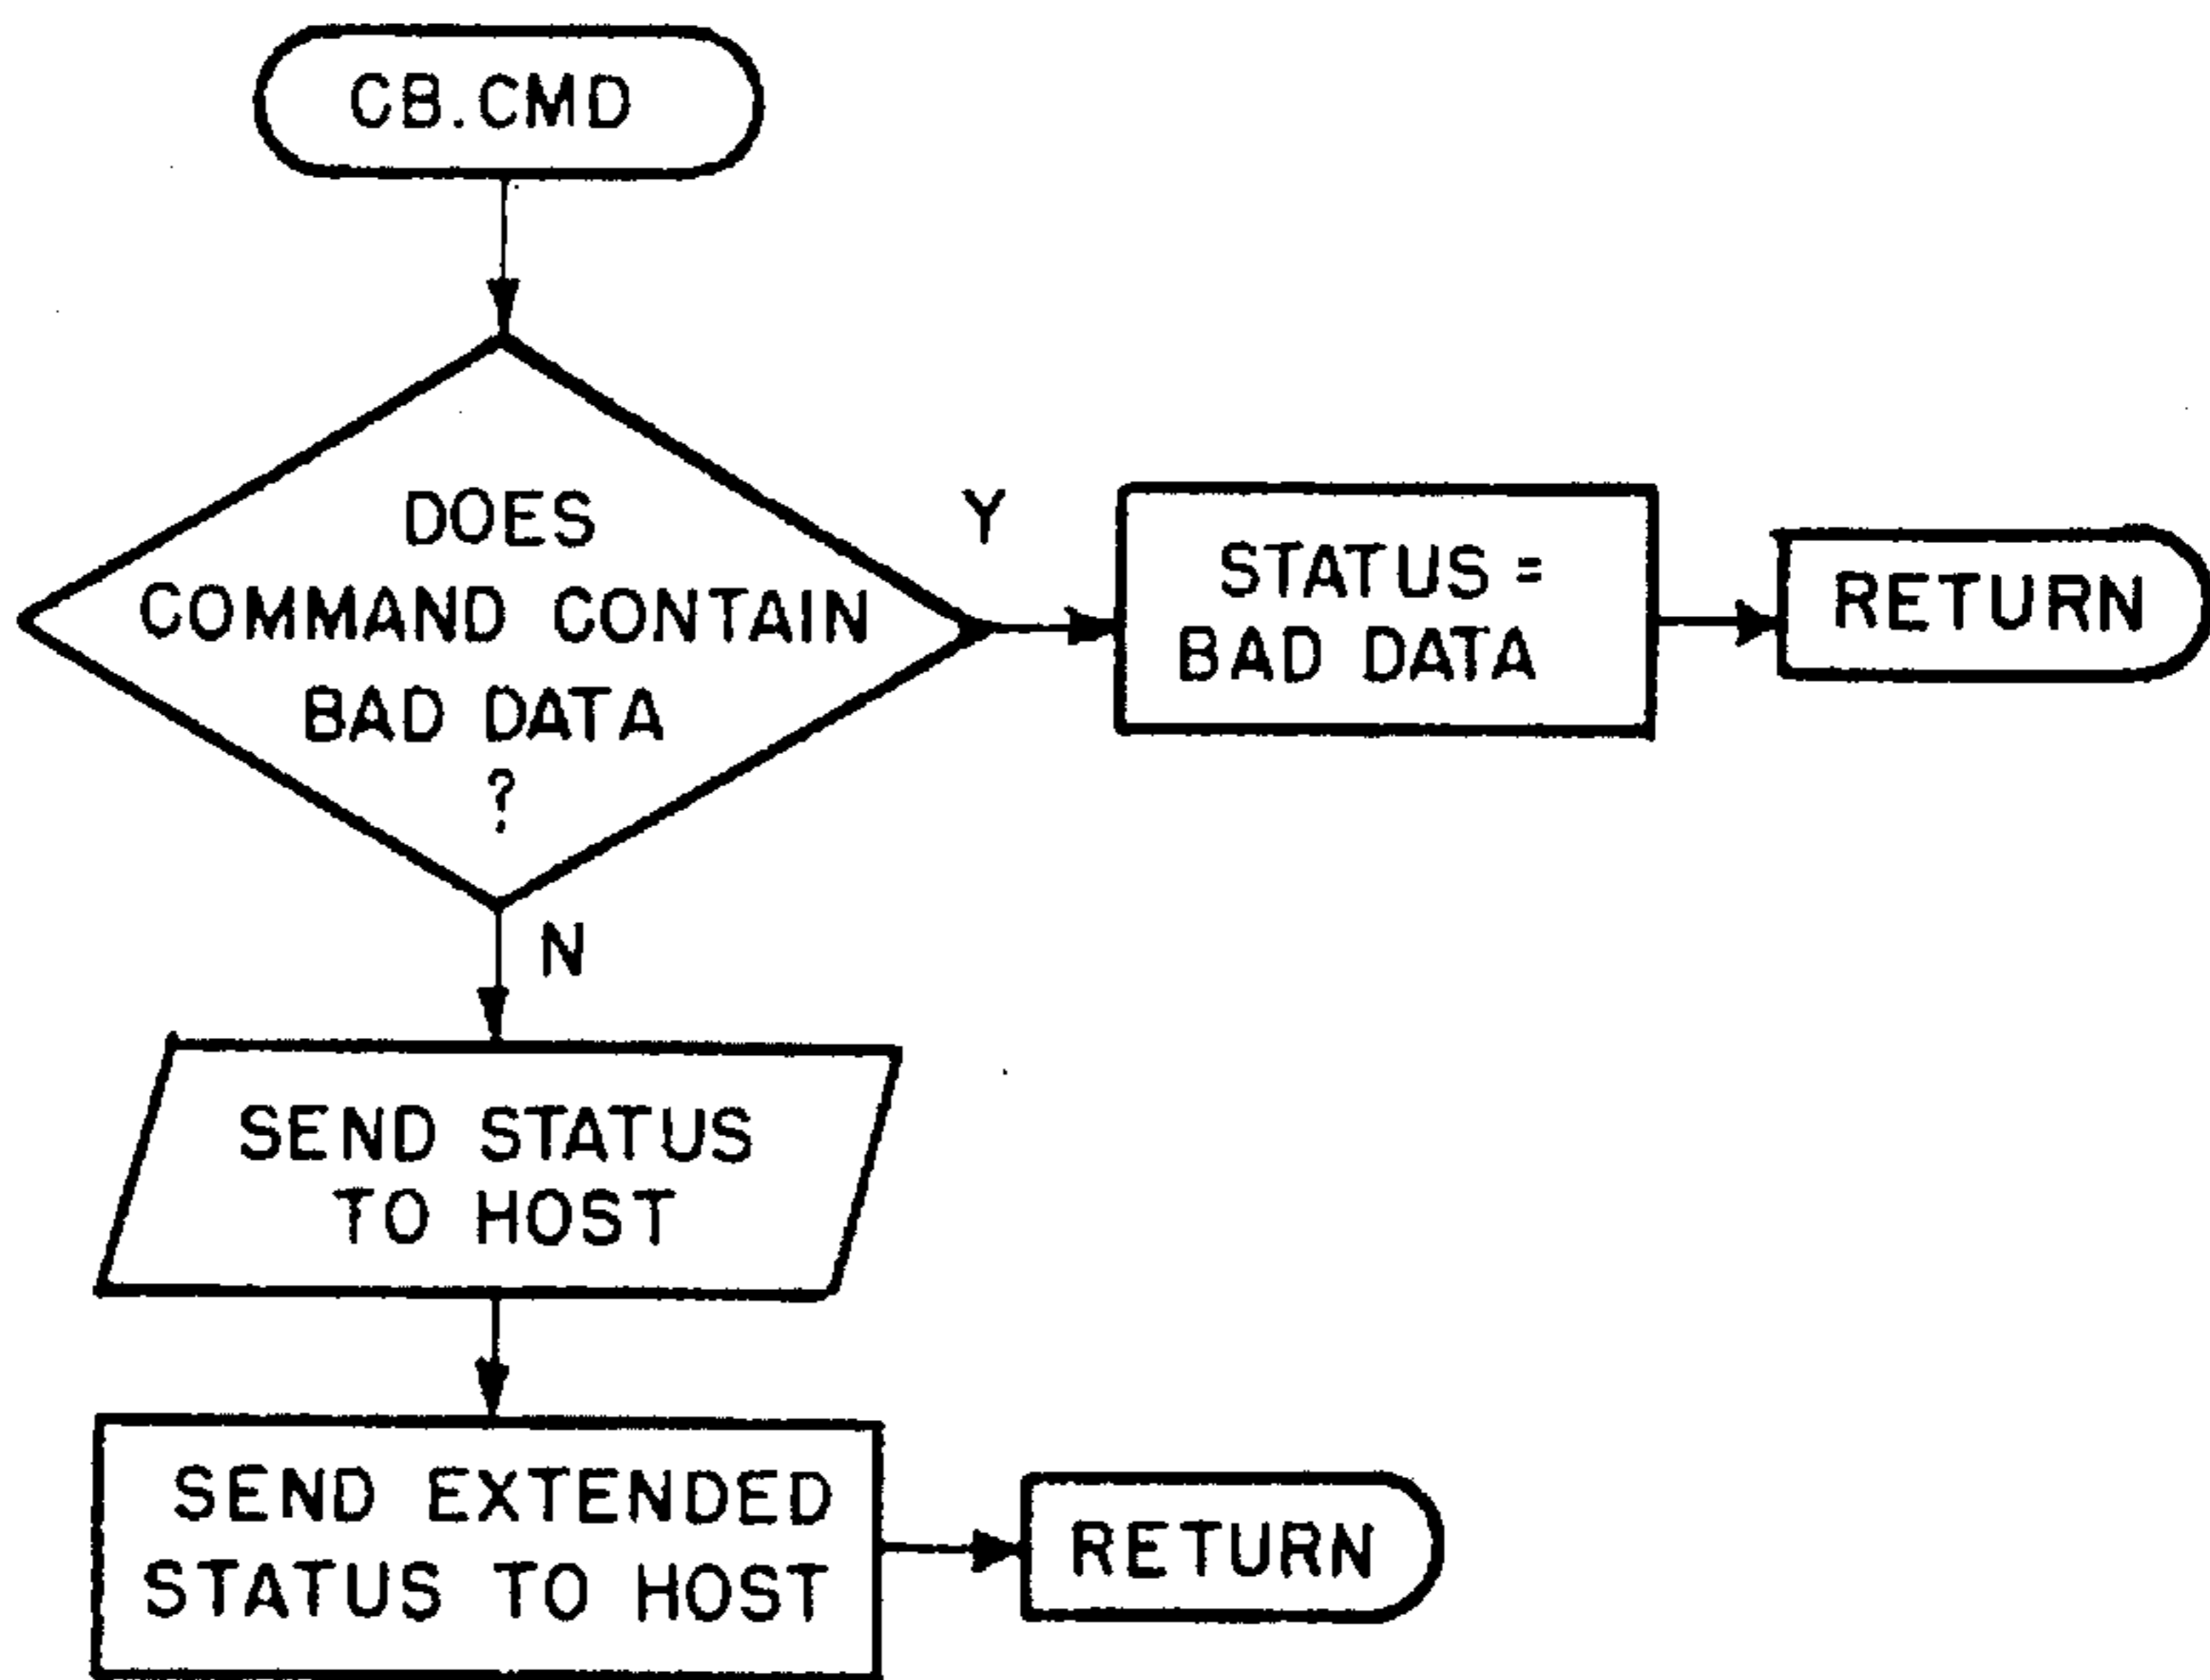 CB.CMD
DOES
COMMAND CONTAIN
BAD DATA
?
Y
STATUS =
BAD DATA
RETURN
N
SEND STATUS
TO HOST
SEND EXTENDED
STATUS TO HOST
RETURN